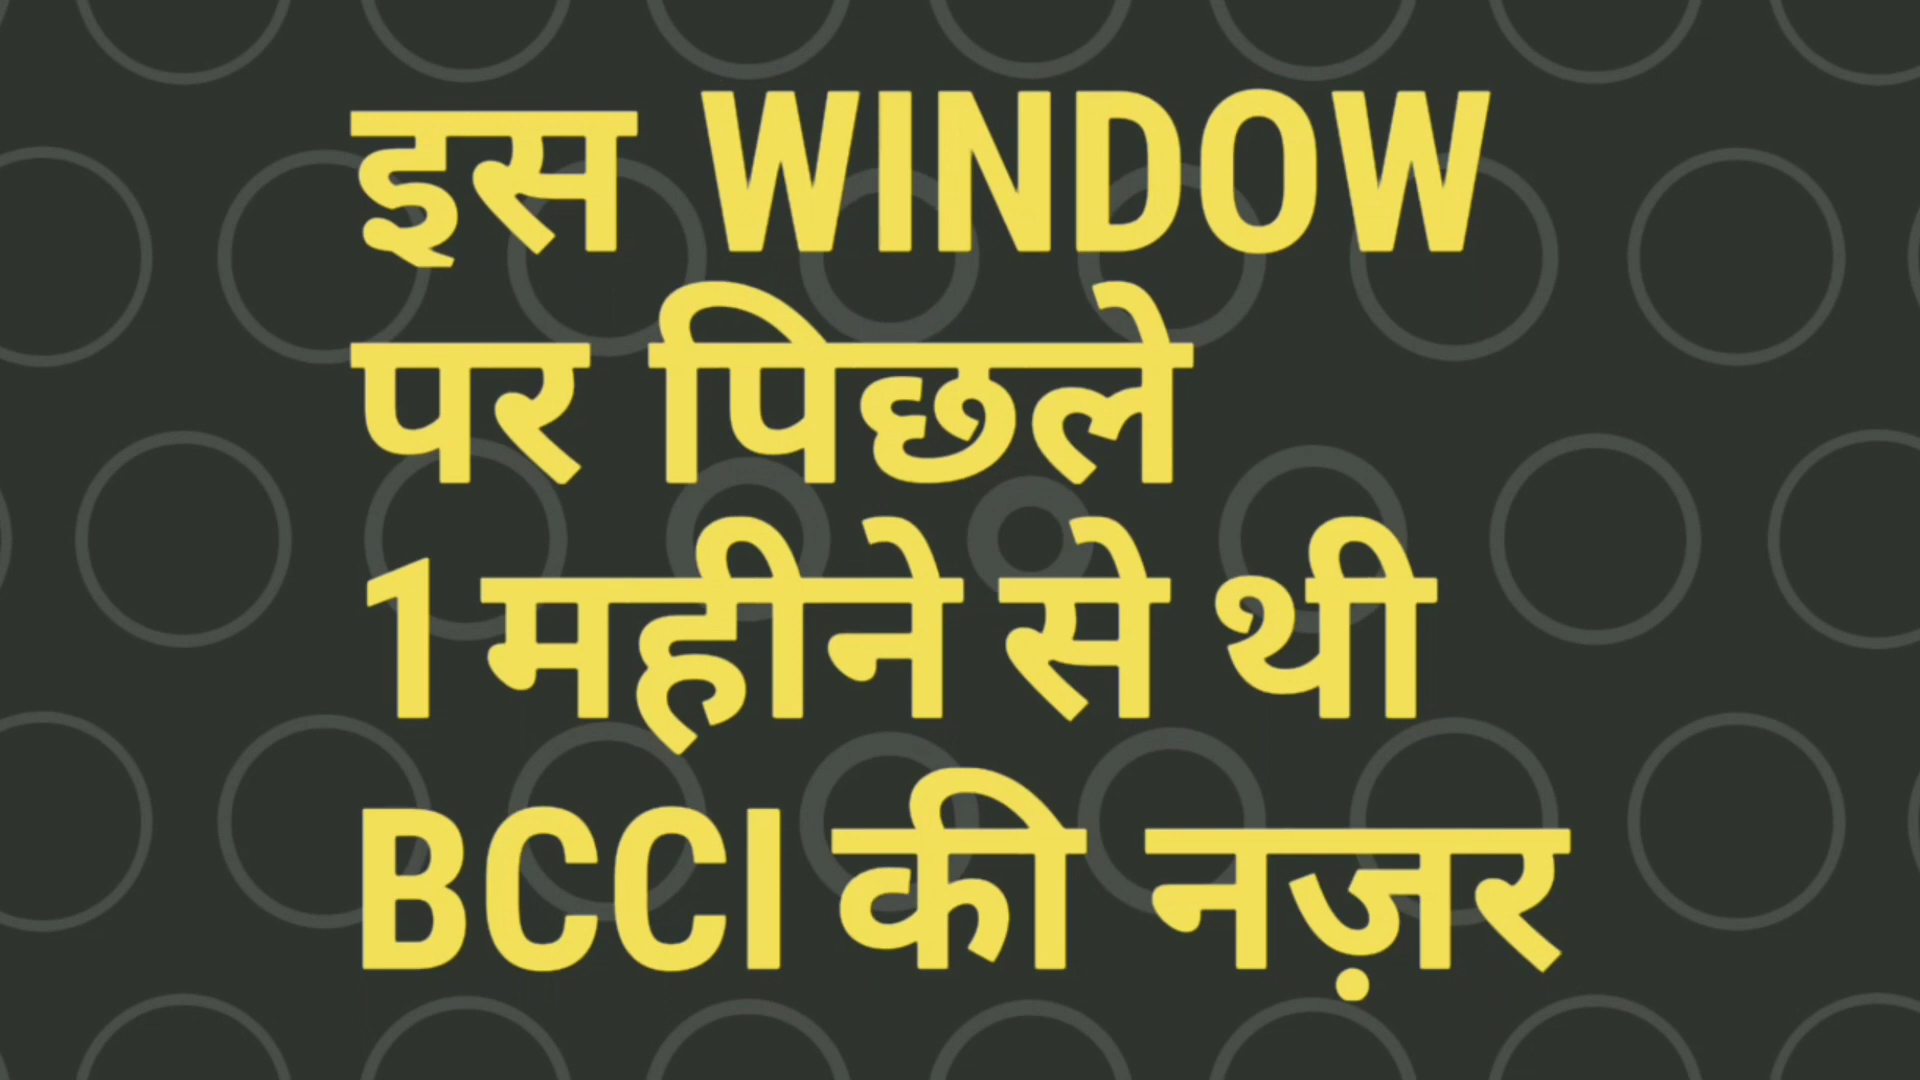 इस WINDOW
पर पिछले
1 महीने से थी
BCCI की नज़र